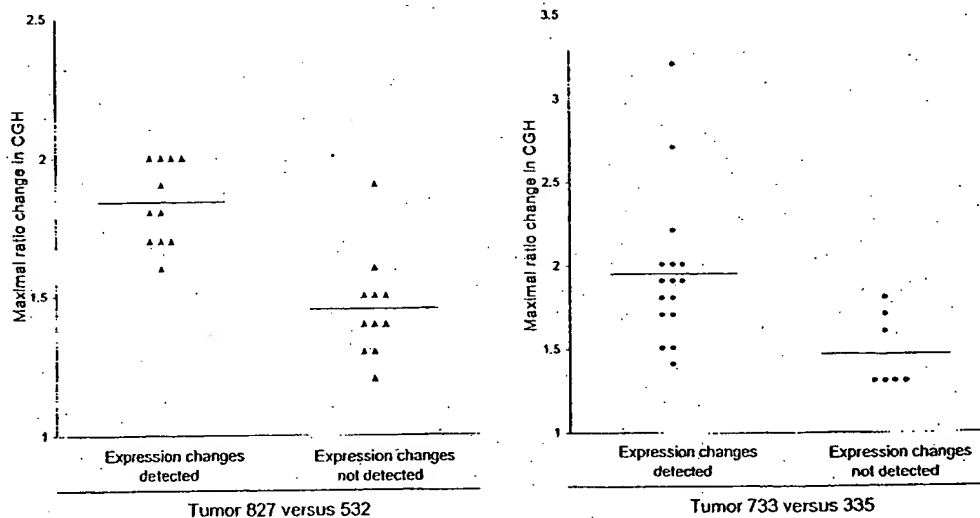 2.5
2
1.5
1
Maximal ratio change in CGH
Expression changes
detected
Expression changes
not detected
Tumor 827 versus 532
3.5
3
2.5
2
1.5
1
Maximal ratio change in CGH
Expression changes
detected
Expression changes
not detected
Tumor 733 versus 335